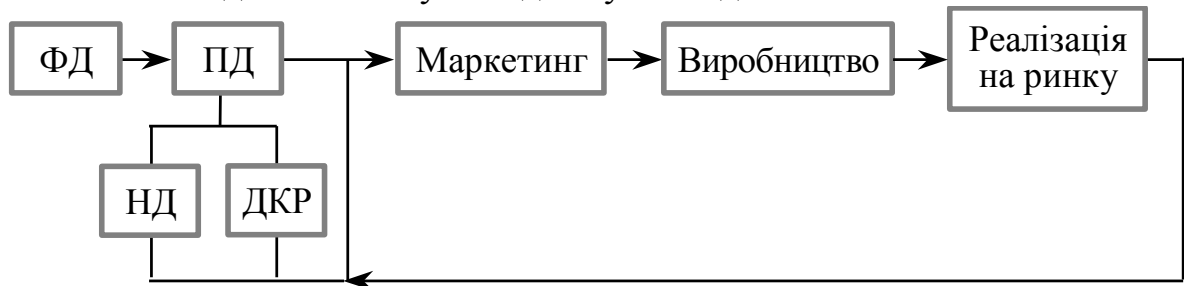 ФД
ПД
Маркетинг
Виробництво
Реалізація
на ринку
НД
ДКР